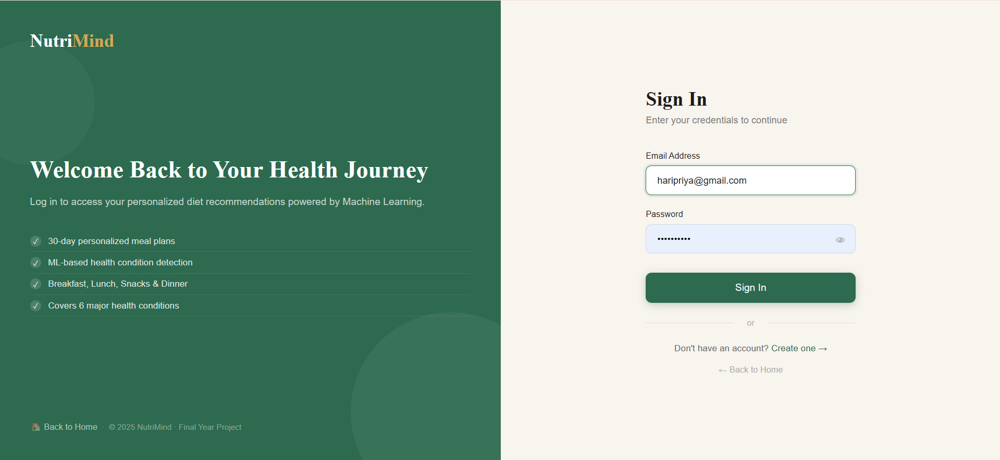 NutriMind
Welcome Back to Your Health Journey
Log in to access your personalized diet recommendations powered by Machine Learning.
✓ 30-day personalized meal plans
✓ ML-based health condition detection
✓ Breakfast, Lunch, Snacks & Dinner
✓ Covers 6 major health conditions
Back to Home · © 2025 NutriMind · Final Year Project
Sign In
Enter your credentials to continue
Email Address
haripriya@gmail.com
Password
••••••••••
Sign In
or
Don't have an account? Create one →
← Back to Home